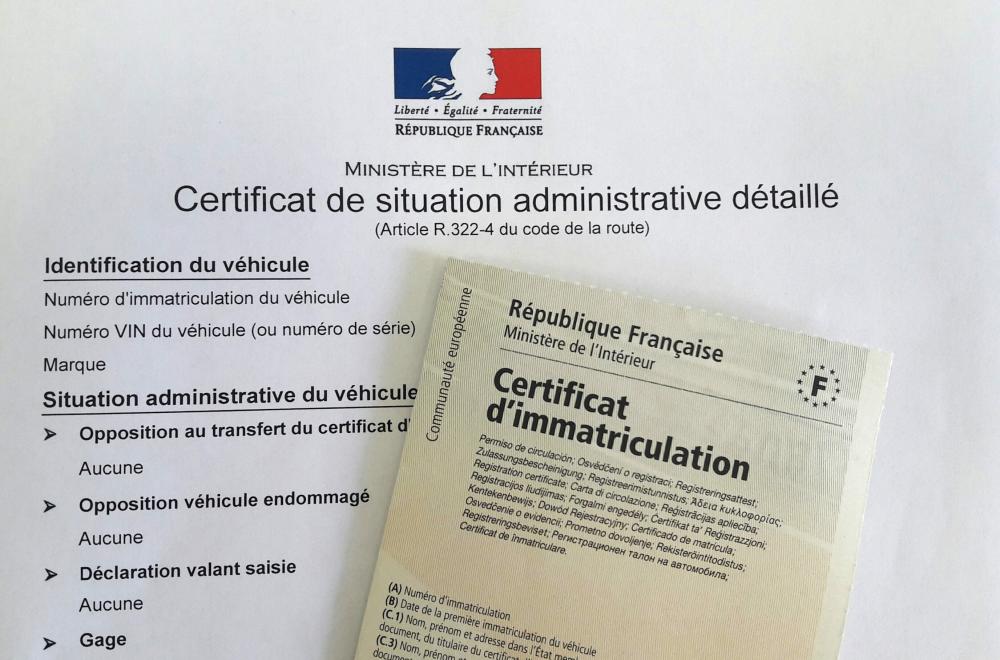 Liberté • Égalité • Fraternité
RÉPUBLIQUE FRANÇAISE
MINISTÈRE DE L'INTÉRIEUR
Certificat de situation administrative détaillé
(Article R.322-4 du code de la route)
Identification du véhicule
Numéro d'immatriculation du véhicule
Numéro VIN du véhicule (ou numéro de série)
Marque
Situation administrative du véhicule
➤ Opposition au transfert du certificat d'
Aucune
➤ Opposition véhicule endommagé
Aucune
➤ Déclaration valant saisie
Aucune
➤ Gage
Communauté européenne
République Française
Ministère de l'Intérieur
F
Certificat
d'immatriculation
Permiso de circulación; Osvědčení o registraci; Registreringsattest;
Zulassungsbescheinigung; Registreerimistunnistus; Άδεια κυκλοφορίας;
Registration certificate; Carta di circolazione; Reģistrācijas apliecība;
Registracijos liudijimas; Forgalmi engedély; Ċertifikat ta' Reġistrazzjoni;
Kentekenbewijs; Dowód Rejestracyjny; Certificado de matrícula;
Osvedčenie o evidencii; Prometno dovoljenje; Rekisteröintitodistus;
Registreringsbeviset; Регистрационен талон на автомобила;
Certificat de înmatriculare.
(A) Numéro d'immatriculation
(B) Date de la première immatriculation du véhicule
(C.1) Nom, prénom et adresse dans l'État mem
document, du titulaire du certificat
(C.3) Nom, prénom